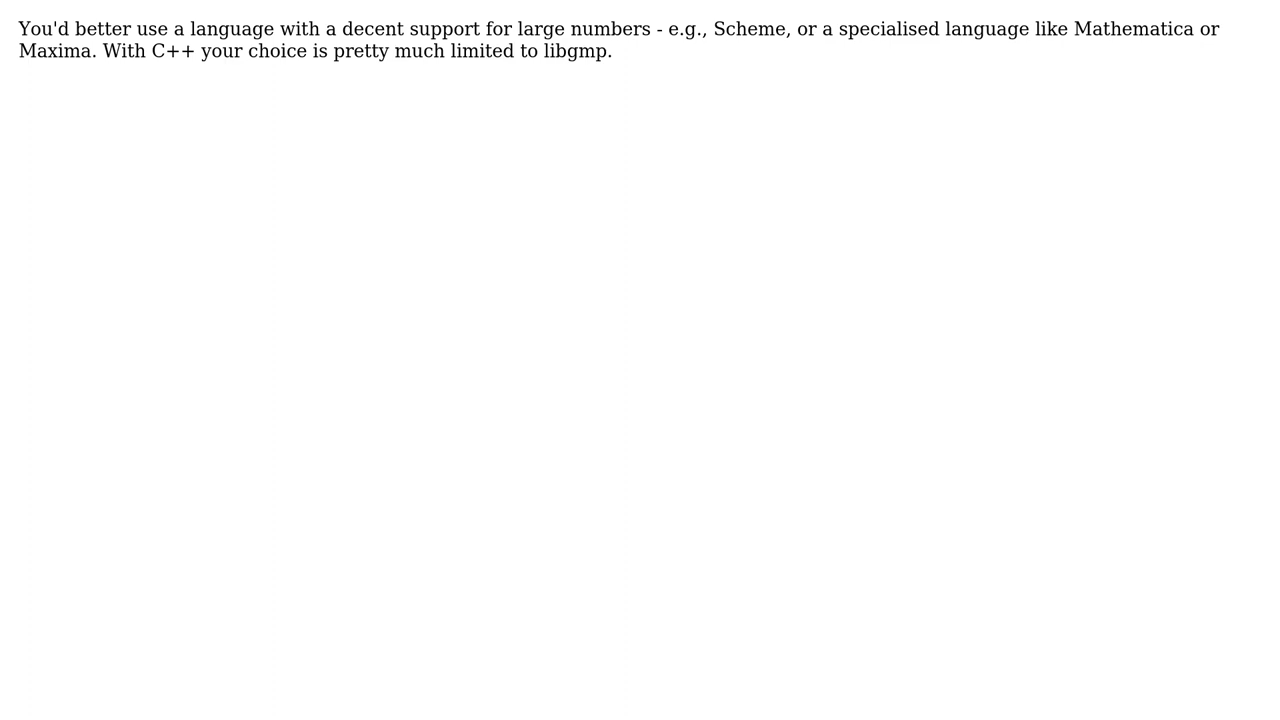 You'd better use a language with a decent support for large numbers - e.g., Scheme, or a specialised language like Mathematica or
Maxima. With C++ your choice is pretty much limited to libgmp.